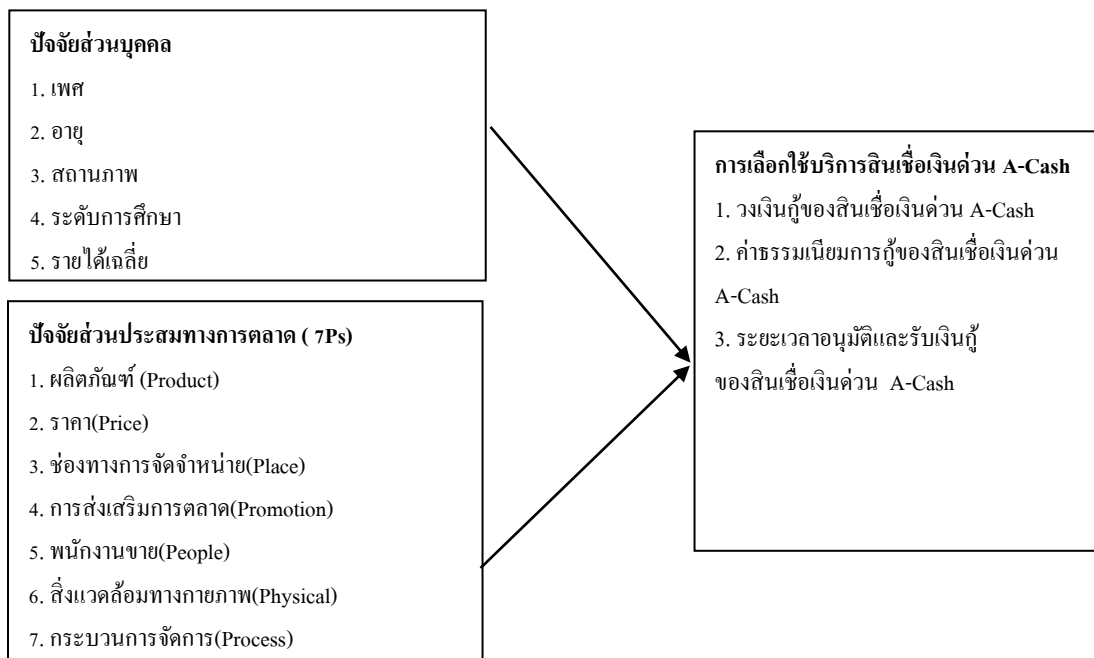 ปัจจัยส่วนบุคคล
1. เพศ
2. อายุ
3. สถานภาพ
4. ระดับการศึกษา
5. รายได้เฉลี่ย
ปัจจัยส่วนประสมทางการตลาด ( 7Ps)
1. ผลิตภัณฑ์ (Product)
2. ราคา(Price)
3. ช่องทางการจัดจำหน่าย(Place)
4. การส่งเสริมการตลาด(Promotion)
5. พนักงานขาย(People)
6. สิ่งแวดล้อมทางกายภาพ(Physical)
7. กระบวนการจัดการ(Process)
การเลือกใช้บริการสินเชื่อเงินด่วน A-Cash
1. วงเงินกู้ของสินเชื่อเงินด่วน A-Cash
2. ค่าธรรมเนียมการกู้ของสินเชื่อเงินด่วน
A-Cash
3. ระยะเวลาอนุมัติและรับเงินกู้
ของสินเชื่อเงินด่วน A-Cash